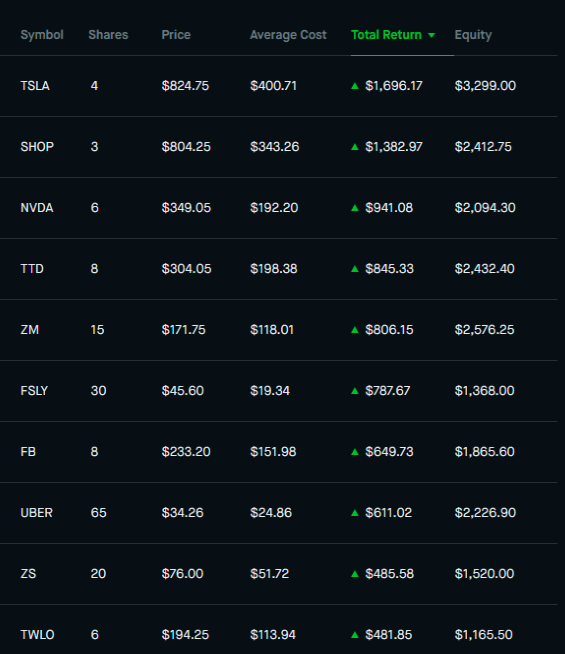 Symbol Shares Price Average Cost Total Return Equity
TSLA 4 $824.75 $400.71 $1,696.17 $3,299.00
SHOP 3 $804.25 $343.26 $1,382.97 $2,412.75
NVDA 6 $349.05 $192.20 $941.08 $2,094.30
TTD 8 $304.05 $198.38 $845.33 $2,432.40
ZM 15 $171.75 $118.01 $806.15 $2,576.25
FSLY 30 $45.60 $19.34 $787.67 $1,368.00
FB 8 $233.20 $151.98 $649.73 $1,865.60
UBER 65 $34.26 $24.86 $611.02 $2,226.90
ZS 20 $76.00 $51.72 $485.58 $1,520.00
TWLO 6 $194.25 $113.94 $481.85 $1,165.50